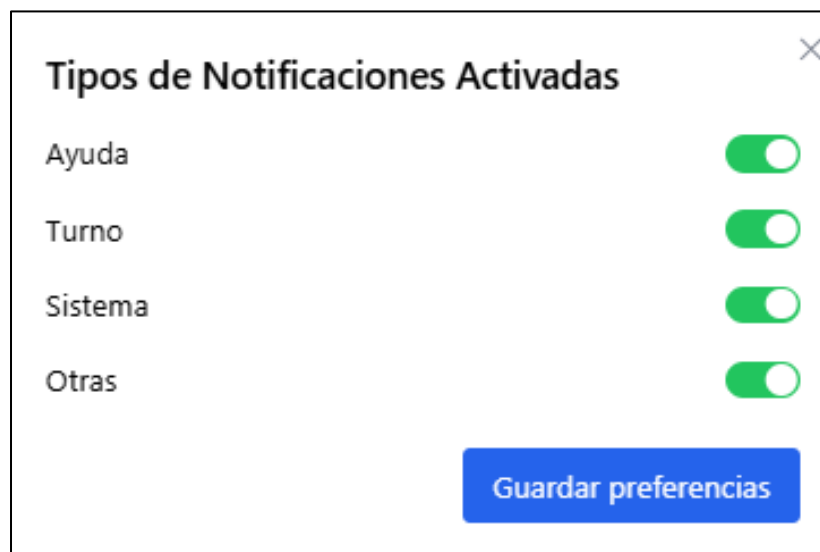 Tipos de Notificaciones Activadas
Ayuda
Turno
Sistema
Otras
Guardar preferencias